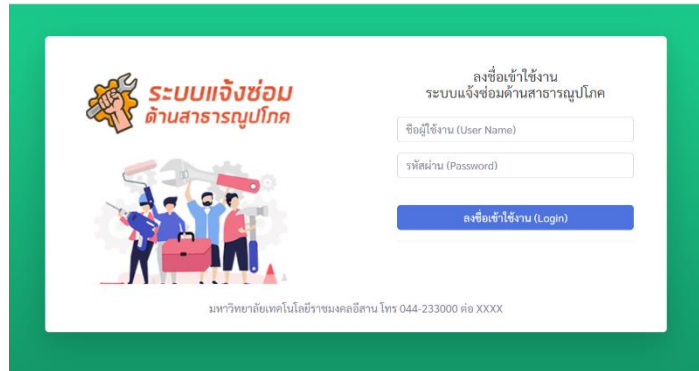 ระบบแจ้งซ่อม
ด้านสาธารณูปโภค
ลงชื่อเข้าใช้งาน
ระบบแจ้งซ่อมด้านสาธารณูปโภค
ชื่อผู้ใช้งาน (User Name)
รหัสผ่าน (Password)
ลงชื่อเข้าใช้งาน (Login)
มหาวิทยาลัยเทคโนโลยีราชมงคลอีสาน โทร 044-233000 ต่อ XXXX